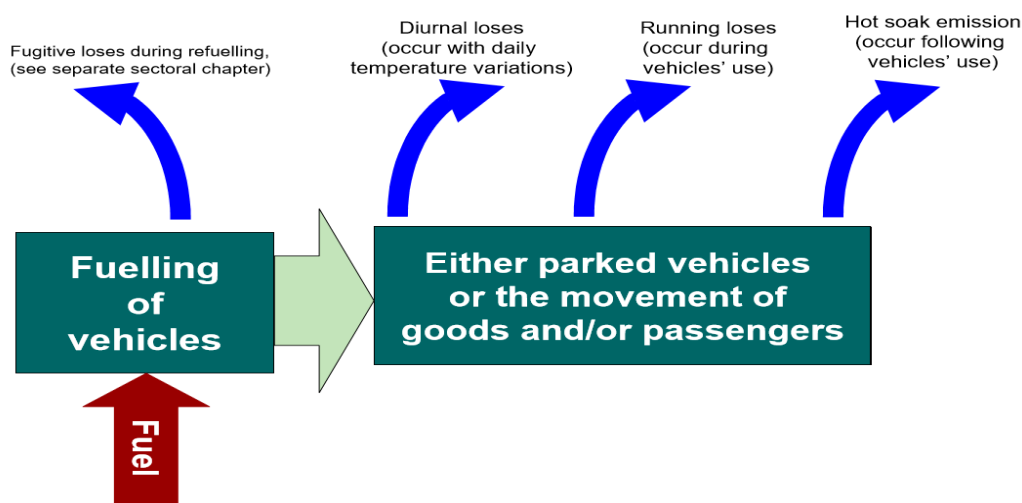 Fugitive loses during refuelling,
(see separate sectoral chapter)
Diurnal loses
(occur with daily
temperature variations)
Running loses
(occur during
vehicles' use)
Hot soak emission
(occur following
vehicles' use)
Fuelling
of
vehicles
Either parked vehicles
or the movement of
goods and/or passengers
Fuel